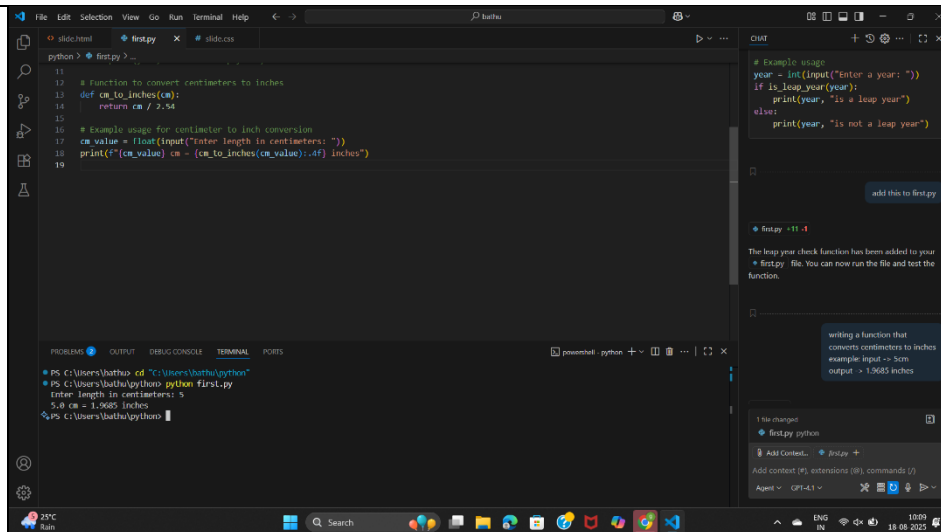 File Edit Selection View Go Run Terminal Help
bathu
slide.html
first.py
# slide.css
python > first.py > ...
11
12 # Function to convert centimeters to inches
13 def cm_to_inches(cm):
14 return cm / 2.54
15
16 # Example usage for centimeter to inch conversion
17 cm_value = float(input("Enter length in centimeters: "))
18 print(f"{cm_value} cm = {cm_to_inches(cm_value):.4f} inches")
19
PROBLEMS 2 OUTPUT DEBUG CONSOLE TERMINAL PORTS
powershell - python
PS C:\Users\bathu> cd "C:\Users\bathu\python"
PS C:\Users\bathu\python> python first.py
Enter length in centimeters: 5
5.0 cm = 1.9685 inches
PS C:\Users\bathu\python>
CHAT
# Example usage
year = int(input("Enter a year: "))
if is_leap_year(year):
print(year, "is a leap year")
else:
print(year, "is not a leap year")
add this to first.py
first.py +11 -1
The leap year check function has been added to your
first.py file. You can now run the file and test the
function.
writing a function that
converts centimeters to inches
example: input -> 5cm
output -> 1.9685 inches
1 file changed
first.py python
Add Context... first.py +
Add context (#), extensions (@), commands (/)
Agent GPT-4.1
25°C
Rain
Search
ENG
IN
10:09
18-08-2025